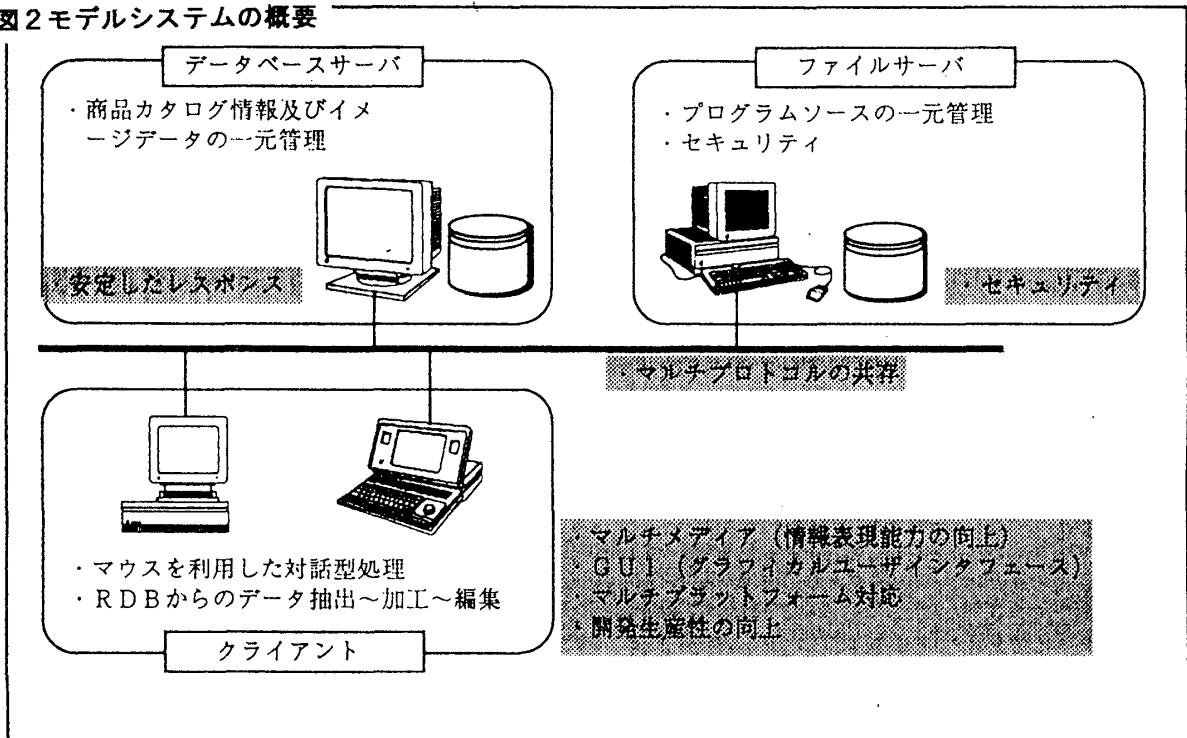 図2モデルシステムの概要
データベースサーバ
・商品カタログ情報及びイメ
ージデータの一元管理
・安定したレスポンス
ファイルサーバ
・プログラムソースの一元管理
・セキュリティ
・セキュリティ
・マルチプロトコルの共存
・マウスを利用した対話型処理
・RDBからのデータ抽出~加工~編集
クライアント
・マルチメディア (情報表現能力の向上)
・GUI (グラフィカルユーザインタフェース)
・マルチプラットフォーム対応
・開発生産性の向上